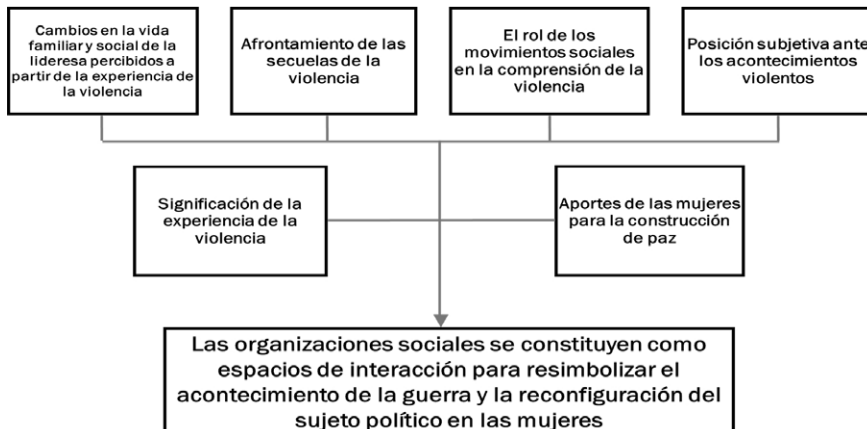 Cambios en la vida
familiar y social de la
lideresa percibidos a
partir de la experiencia de
la violencia
Afrontamiento de las
secuelas de la
violencia
El rol de los
movimientos sociales
en la comprensión de la
violencia
Posición subjetiva ante
los acontecimientos
violentos
Significación de la
experiencia de la
violencia
Aportes de las mujeres
para la construcción
de paz
Las organizaciones sociales se constituyen como
espacios de interacción para resimbolizar el
acontecimiento de la guerra y la reconfiguración del
sujeto político en las mujeres